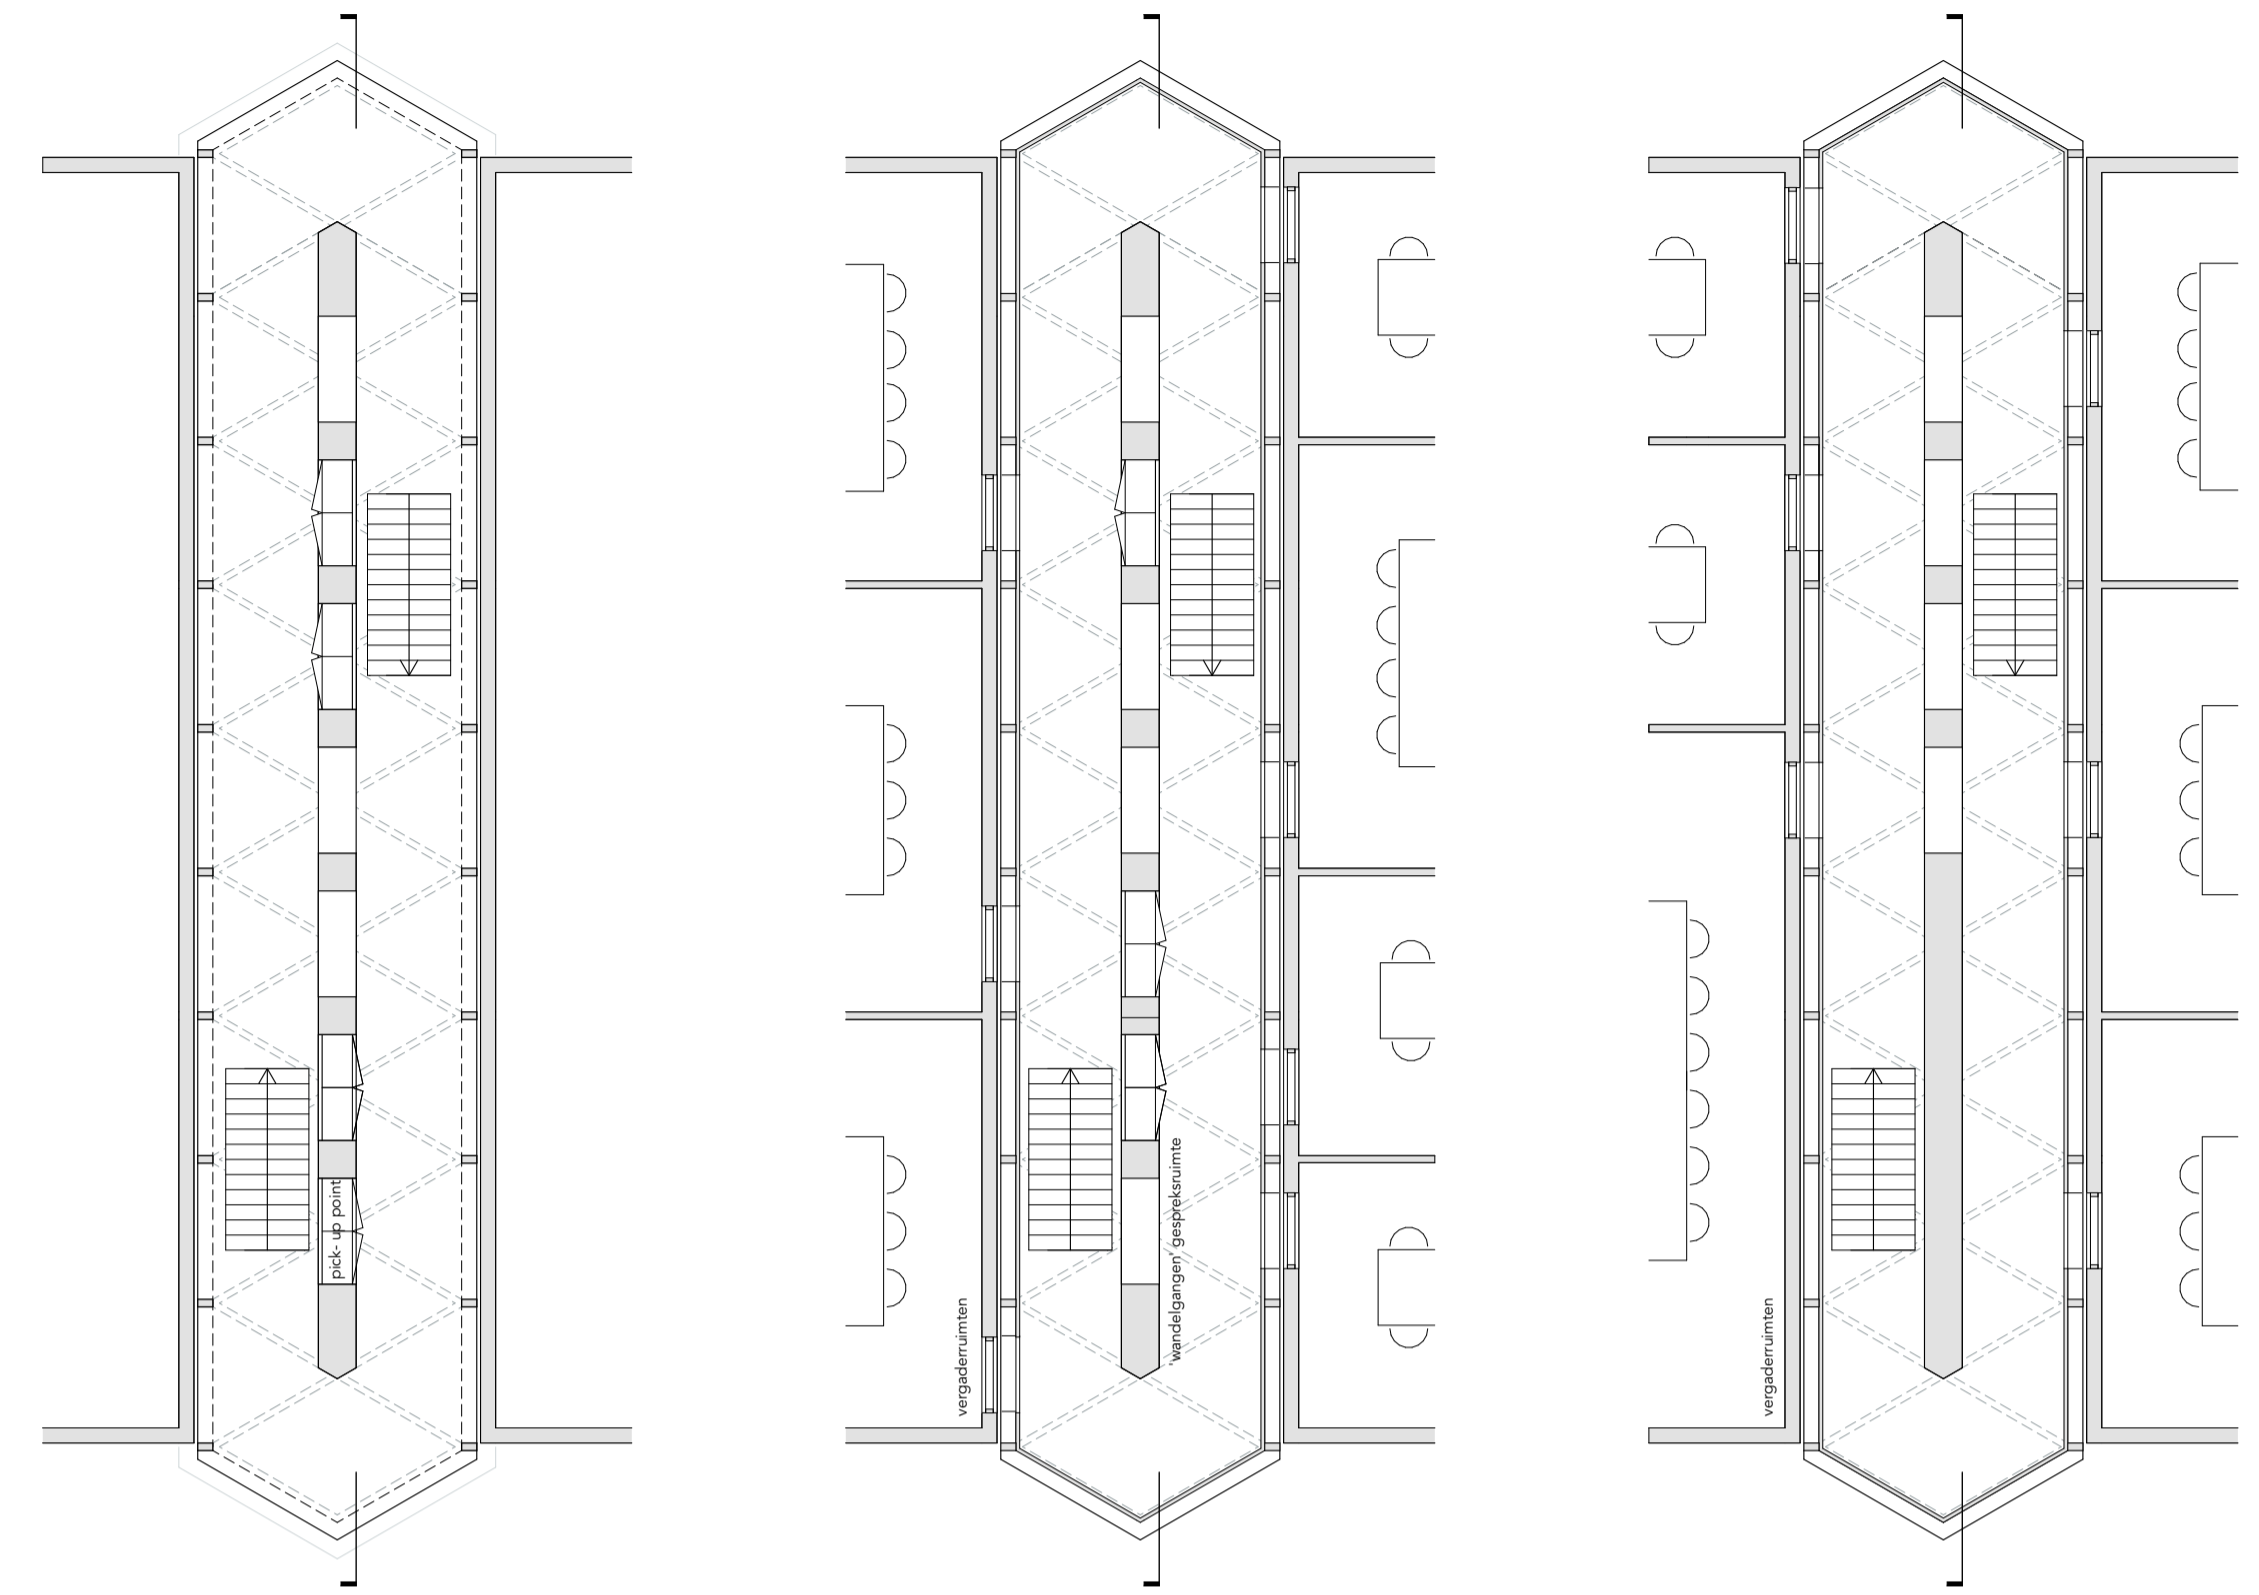 pick- up point
vergaderruimten
'wandelgangen' gespreksruimte
vergaderruimten